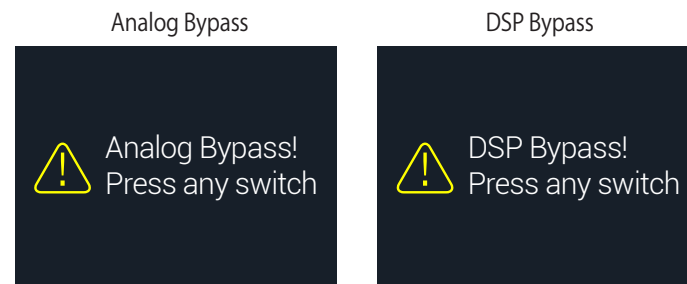 Analog Bypass
DSP Bypass
Analog Bypass!
Press any switch
DSP Bypass!
Press any switch